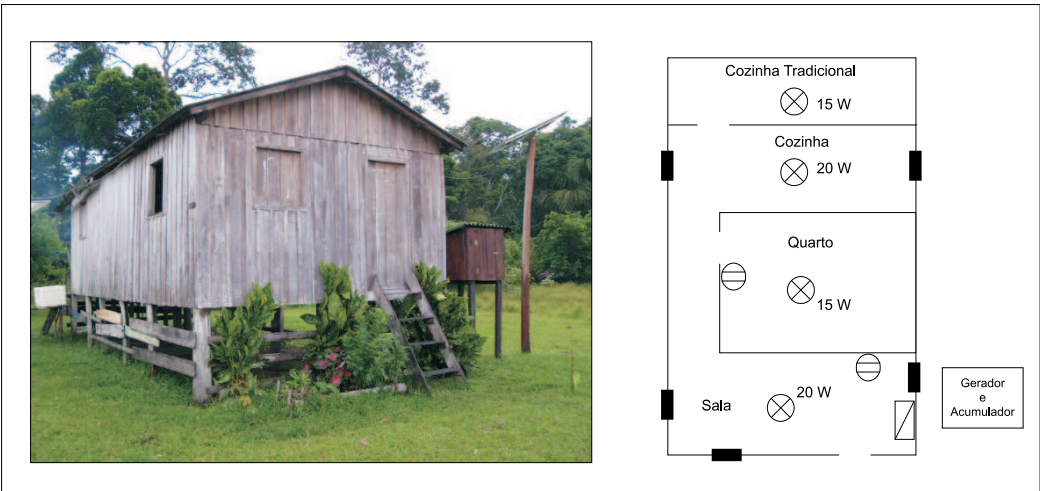 Cozinha Tradicional
15 W
Cozinha
20 W
Quarto
15 W
20 W
Sala
Gerador
e
Acumulador